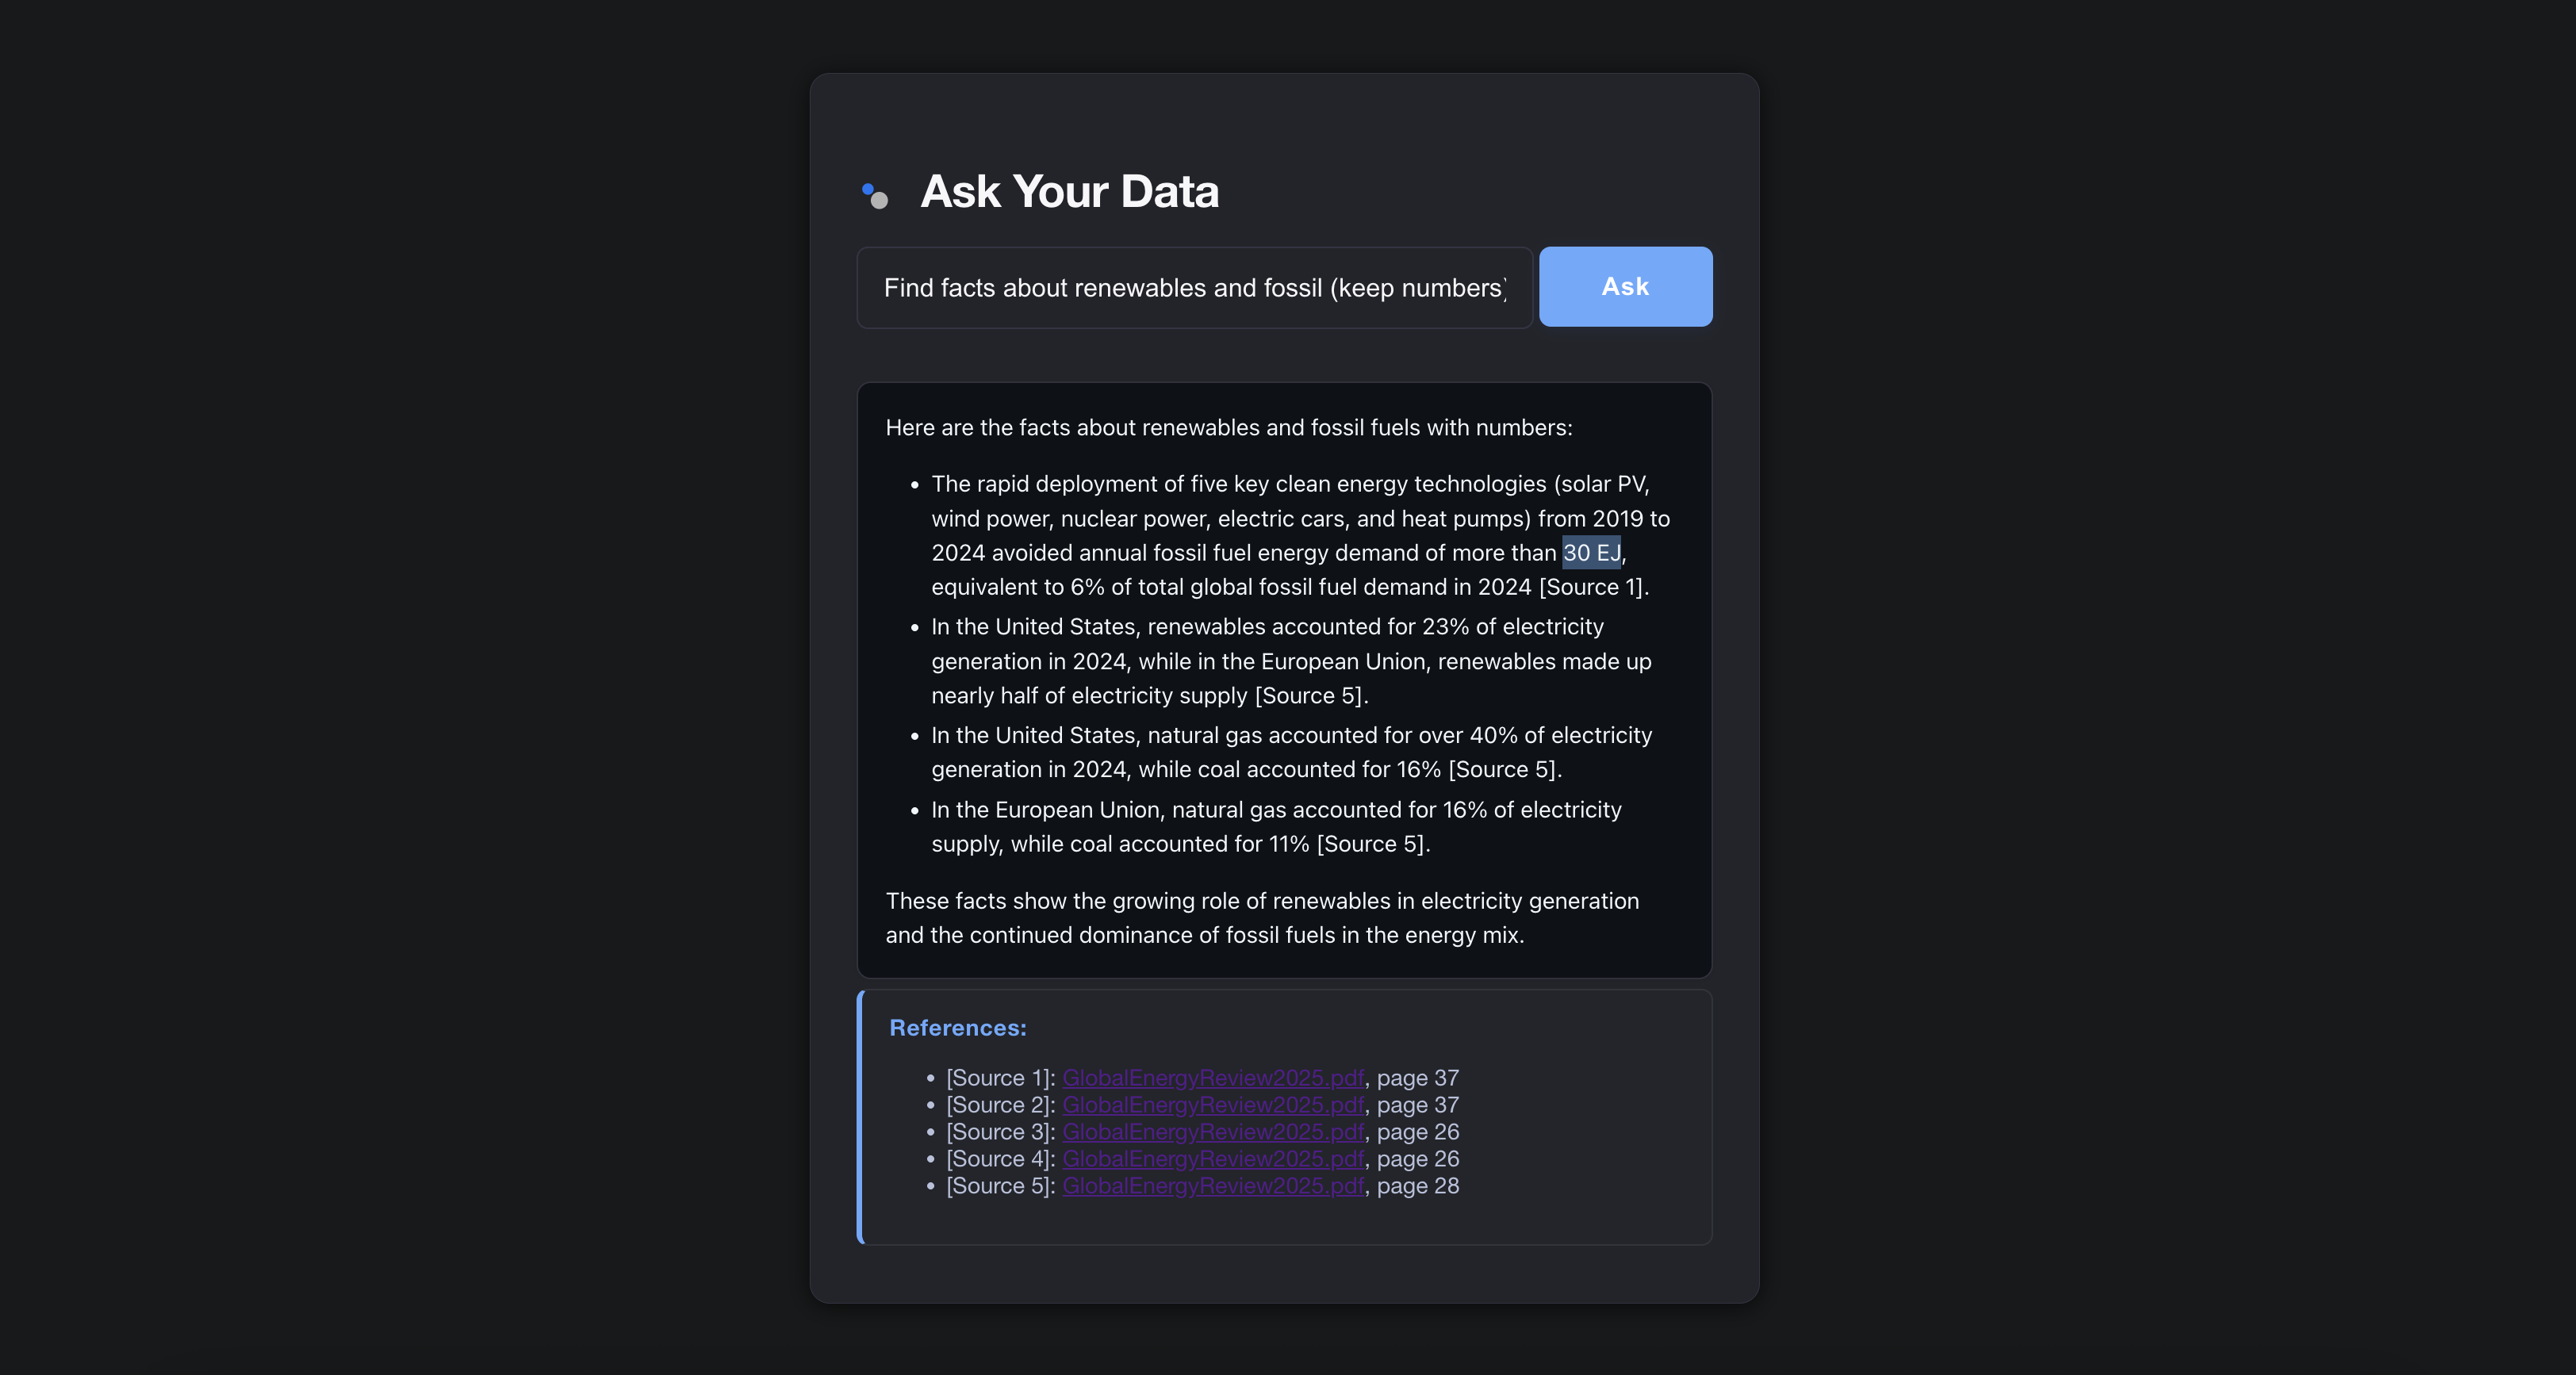 Ask Your Data
Find facts about renewables and fossil (keep numbers)
Ask
Here are the facts about renewables and fossil fuels with numbers:
• The rapid deployment of five key clean energy technologies (solar PV,
wind power, nuclear power, electric cars, and heat pumps) from 2019 to
2024 avoided annual fossil fuel energy demand of more than 30 EJ,
equivalent to 6% of total global fossil fuel demand in 2024 [Source 1].
• In the United States, renewables accounted for 23% of electricity
generation in 2024, while in the European Union, renewables made up
nearly half of electricity supply [Source 5].
• In the United States, natural gas accounted for over 40% of electricity
generation in 2024, while coal accounted for 16% [Source 5].
• In the European Union, natural gas accounted for 16% of electricity
supply, while coal accounted for 11% [Source 5].
These facts show the growing role of renewables in electricity generation
and the continued dominance of fossil fuels in the energy mix.
References:
• [Source 1]: GlobalEnergyReview2025.pdf, page 37
• [Source 2]: GlobalEnergyReview2025.pdf, page 37
• [Source 3]: GlobalEnergyReview2025.pdf, page 26
• [Source 4]: GlobalEnergyReview2025.pdf, page 26
• [Source 5]: GlobalEnergyReview2025.pdf, page 28